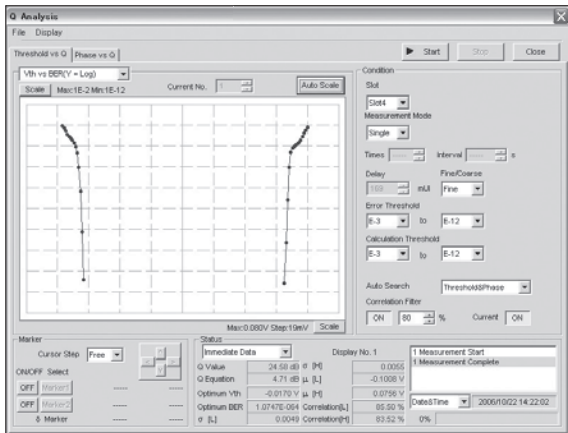 Q Analysis
File Display
Threshold vs Q Phase vs Q
Start Stop Close
Vth vs BER(Y = Log)
Scale Max:1E-2 Min:1E-12 Current No. 1 Auto Scale
Max:0.080V Step:19mV Scale
Condition
Slot
Slot4
Measurement Mode
Single
Times ---- Interval ---- s
Delay Fine/Coarse
169 mUI Fine
Error Threshold
E-3 to E-12
Calculation Threshold
E-3 to E-12
Auto Search Threshold&Phase
Correlation Filter
ON 80 % Current ON
Marker
Cursor Step Free
ON/OFF Select
OFF Marker1 ----- -----
OFF Marker2 ----- -----
δ Marker ----- -----
Status
Immediate Data Display No. 1
Q Value 24.58 dB σ [H] 0.0055
Q Equation 4.71 dB μ [L] -0.1008 V
Optimum Vth -0.0170 V μ [H] 0.0756 V
Optimum BER 1.0747E-064 Correlation[L] 85.50 %
σ [L] 0.0049 Correlation[H] 83.52 %
1 Measurement Start
1 Measurement Complete
Date&Time 2006/10/22 14:22:02
0%